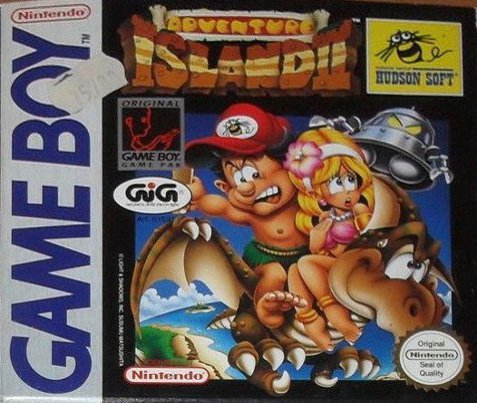 Nintendo
GAME BOY
TM
ADVENTURE
ISLAND II
HUDSON SOFT
ORIGINAL
GAME BOY
GAME PAK
GiG
Nintendo
Original
Nintendo
Seal of
Quality